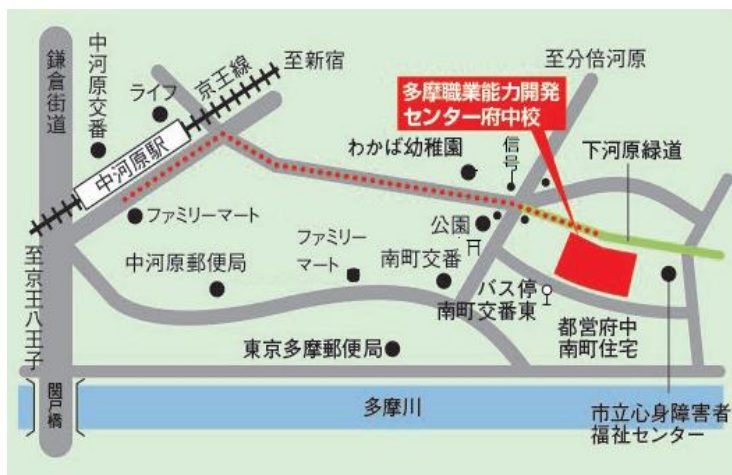 鎌倉街道
中河原交番
ライフ
京王線
至新宿
中河原駅
ファミリーマート
至京王八王子
中河原郵便局
ファミリー
マート
わかば幼稚園
信号
公園
南町交番
至分倍河原
多摩職業能力開発
センター府中校
下河原緑道
バス停
南町交番東
都営府中
南町住宅
東京多摩郵便局
関戸橋
多摩川
市立心身障害者
福祉センター